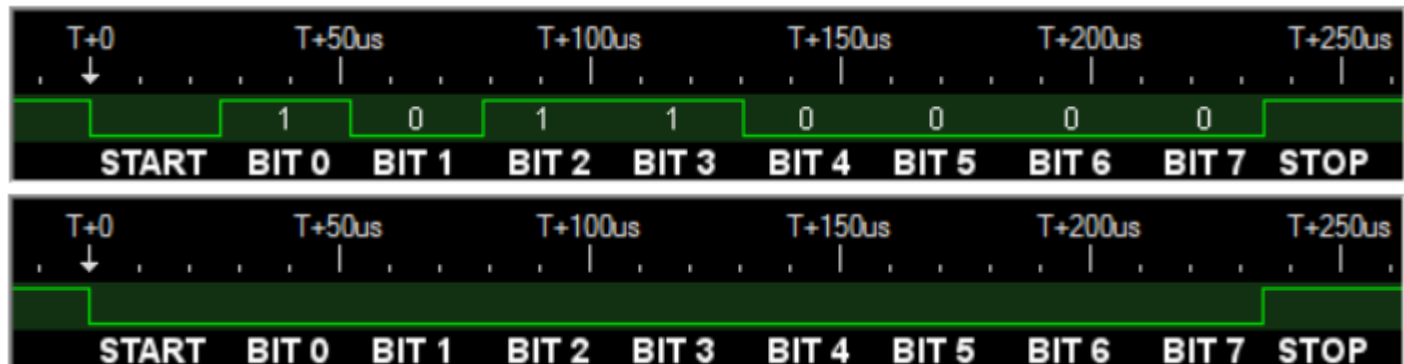 T+0 T+50us T+100us T+150us T+200us T+250us
1 0 1 1 0 0 0 0
START BIT 0 BIT 1 BIT 2 BIT 3 BIT 4 BIT 5 BIT 6 BIT 7 STOP
T+0 T+50us T+100us T+150us T+200us T+250us
START BIT 0 BIT 1 BIT 2 BIT 3 BIT 4 BIT 5 BIT 6 BIT 7 STOP